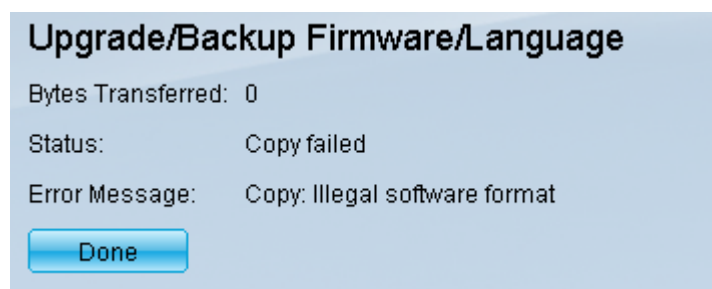 Upgrade/Backup Firmware/Language
Bytes Transferred: 0
Status: Copy failed
Error Message: Copy: Illegal software format
Done